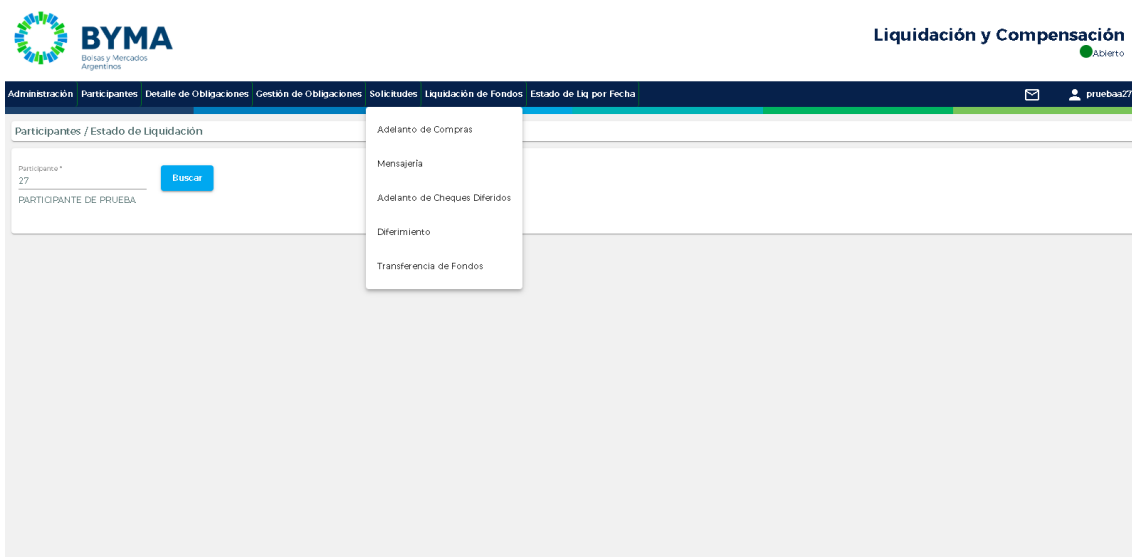 BYMA
Bolsas y Mercados
Argentinos
Liquidación y Compensación
Abierto
Administración Participantes Detalle de Obligaciones Gestión de Obligaciones Solicitudes Liquidación de Fondos Estado de Liq por Fecha pruebaa27
Participantes / Estado de Liquidación
Adelanto de Compras
Mensajería
Adelanto de Cheques Diferidos
Diferimiento
Transferencia de Fondos
Participante *
27
Buscar
PARTICIPANTE DE PRUEBA